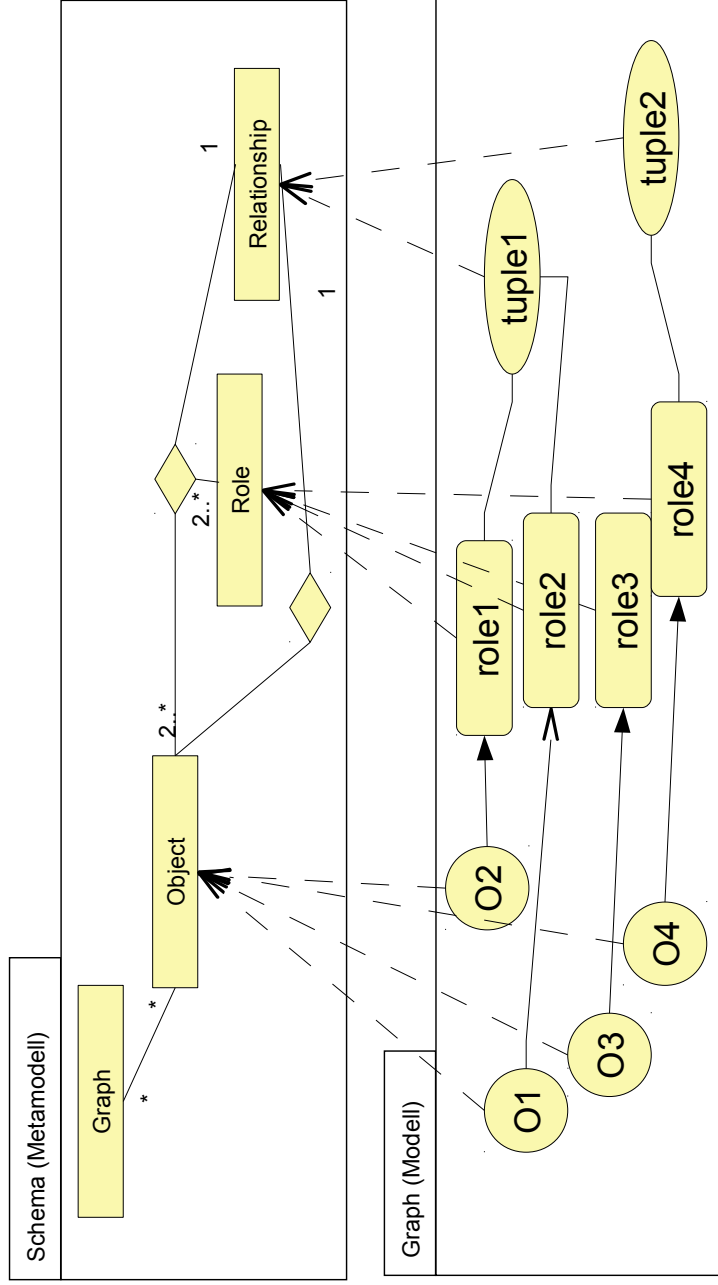 Schema (Metamodell)
Graph
*
*
Object
2..*
2..*
Role
1
Relationship
1
Graph (Modell)
O1
O3
O4
O2
role1
role2
role3
role4
tuple1
tuple2